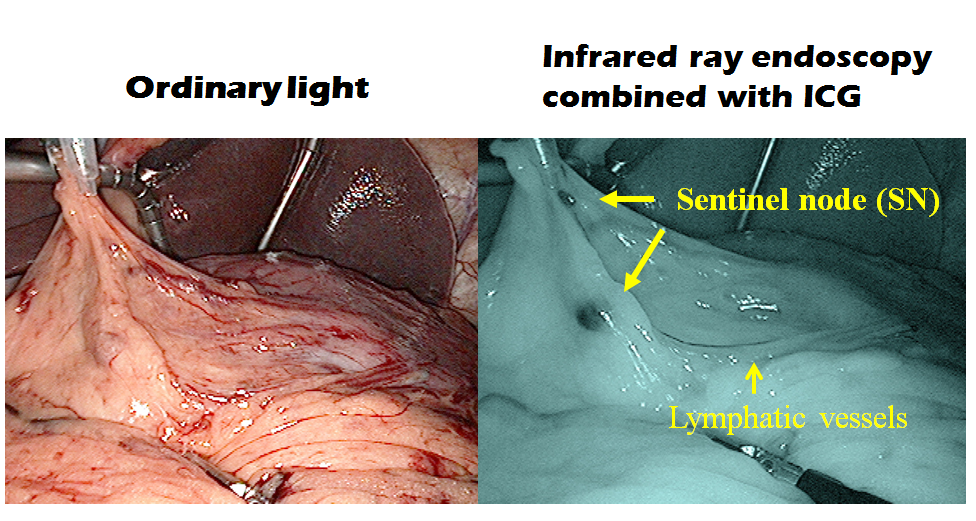 Ordinary light
Infrared ray endoscopy
combined with ICG
Sentinel node (SN)
Lymphatic vessels